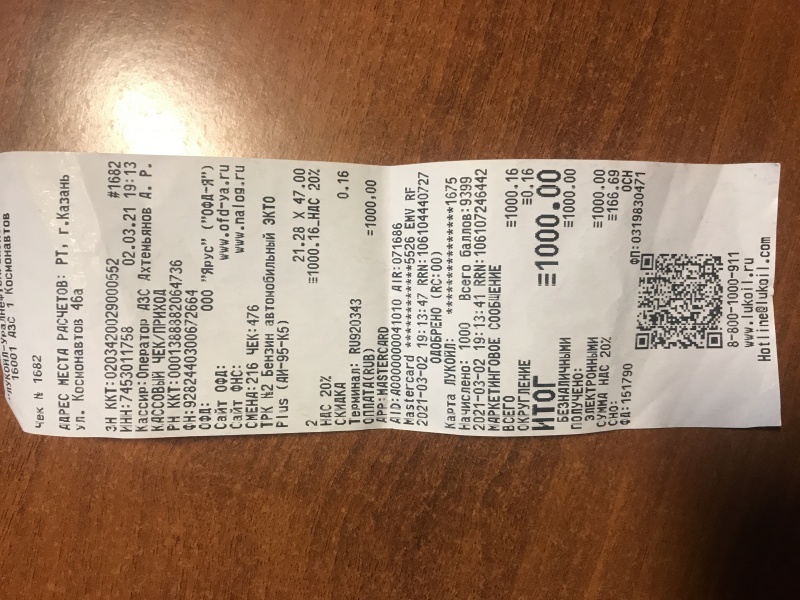 16001 АЗС 1 Космонавтов
Чек № 1682
АДРЕС МЕСТА РАСЧЕТОВ: РТ, г.Казань
ул. Космонавтов 46а
ЗН ККТ:0203420029000552 #1682
ИНН:7453011758 02.03.21 19:13
Кассир:Оператор АЗС Ахтемьянов А. Р.
КАССОВЫЙ ЧЕК/ПРИХОД
РН ККТ:0001388882064736
ФН:9282440300672664
ОФД: ООО "Ярус" ("ОФД-Я")
Сайт ОФД: www.ofd-ya.ru
Сайт ФНС: www.nalog.ru
СМЕНА:216 ЧЕК:476
ТРК №2 Бензин автомобильный ЭКТО
Plus (АИ-95-К5)
21.28 X 47.00
2 ≡1000.16_НДС 20%
НДС 20%
СКИДКА 0.16
Терминал: RU920343
ОПЛАТА(RUB) =1000.00
APP:MASTERCARD
AID:A0000000041010 AIR:071686
Mastercard ************5526 EMV RF
2021-03-02 19:13:47 RRN:106104440727
ОДОБРЕНО (RC:00)
Карта ЛУКОЙЛ: ***************1675
Начислено: 1000 Всего баллов:9399
2021-03-02 19:13:41 RRN:106107246442
МАРКЕТИНГОВОЕ СООБЩЕНИЕ
ВСЕГО ≡1000.16
ОКРУГЛЕНИЕ ≡0.16
ИТОГ ≡1000.00
БЕЗНАЛИЧНЫМИ ≡1000.00
ПОЛУЧЕНО:
ЭЛЕКТРОННЫМИ ≡1000.00
СУММА НДС 20% ≡166.69
СНО: ОСН
ФД:151790 ФП:0319830471
8-800-1000-911
www.lukoil.ru
Hotline@lukoil.com